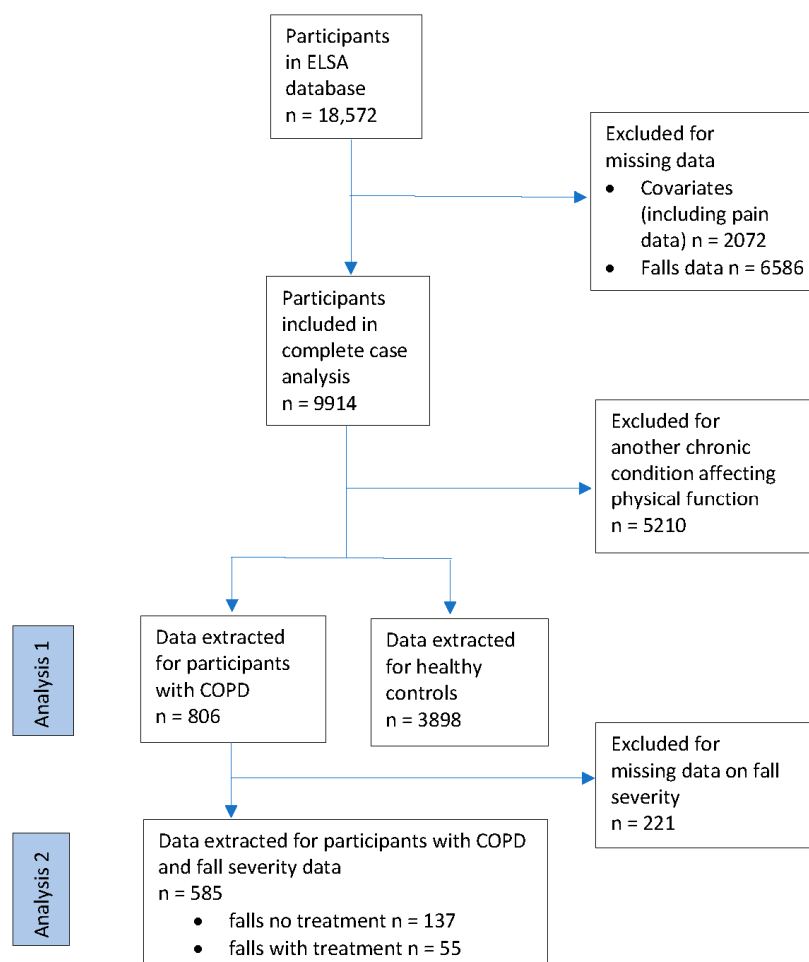 Participants
in ELSA
database
n = 18,572
Excluded for
missing data
• Covariates
(including pain
data) n = 2072
• Falls data n = 6586
Participants
included in
complete case
analysis
n = 9914
Excluded for
another chronic
condition affecting
physical function
n = 5210
Analysis 1
Data extracted
for participants
with COPD
n = 806
Data extracted
for healthy
controls
n = 3898
Excluded for
missing data on fall
severity
n = 221
Analysis 2
Data extracted for participants with COPD
and fall severity data
n = 585
• falls no treatment n = 137
• falls with treatment n = 55